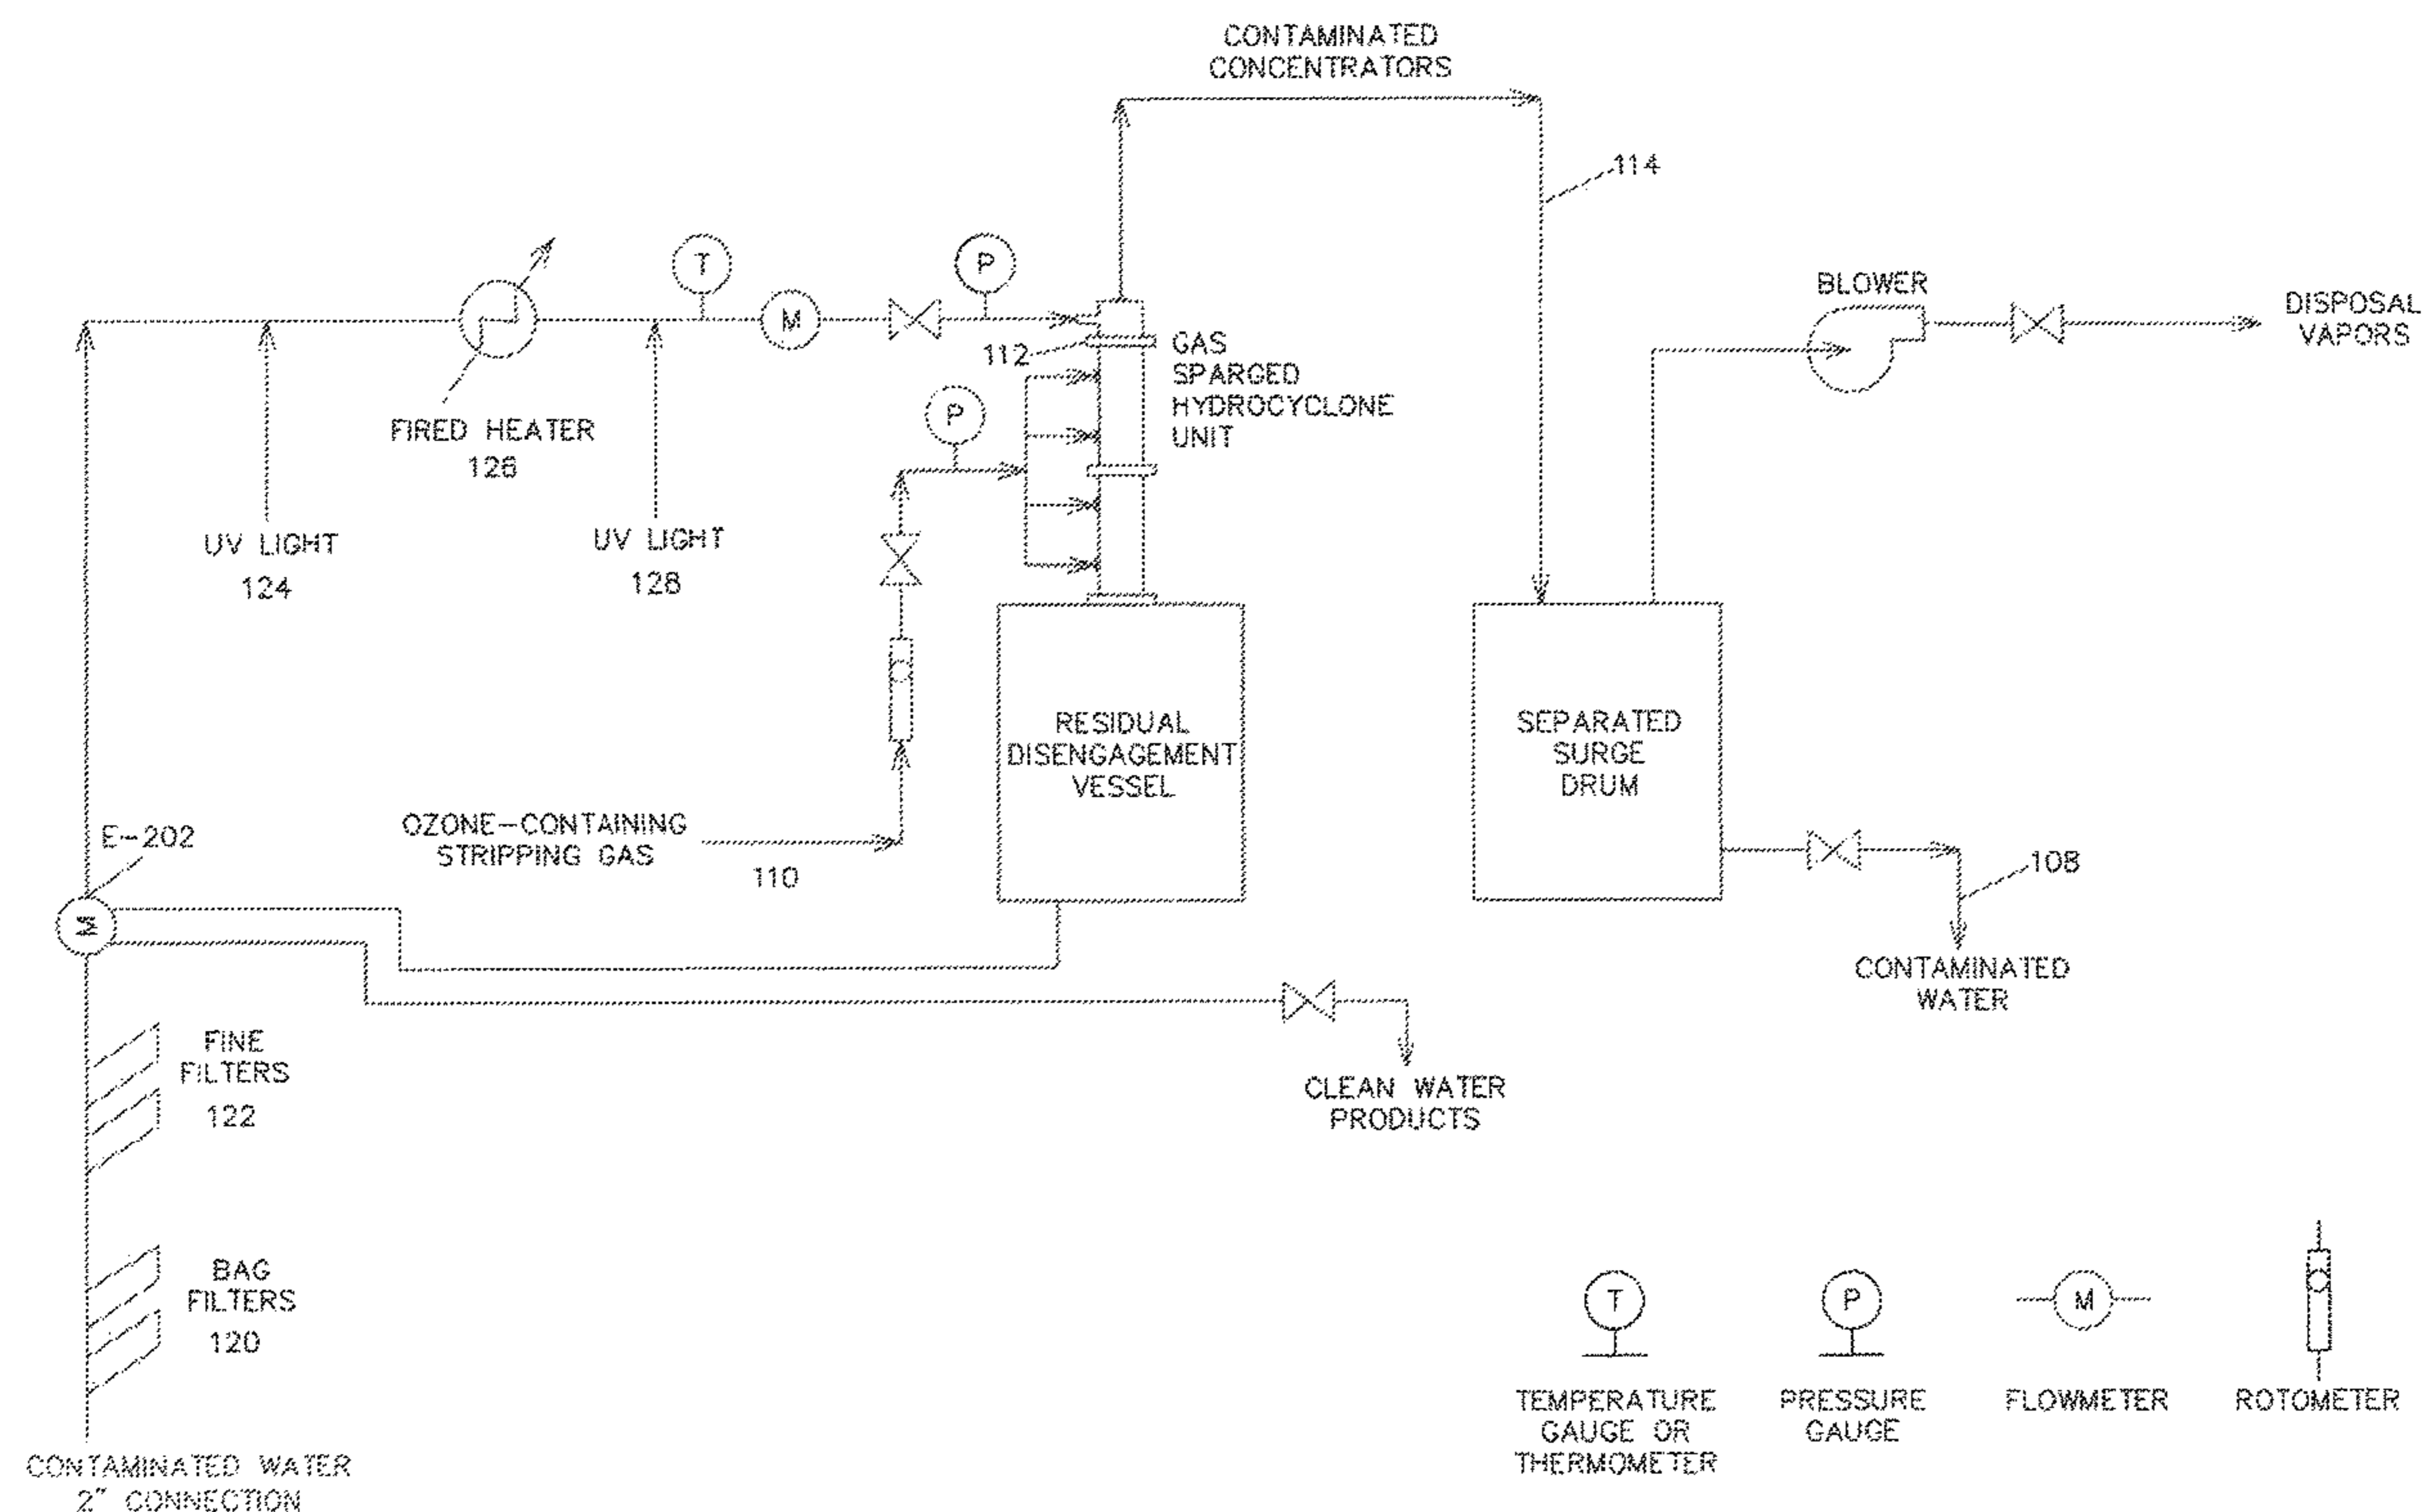 CONTAMINATED
CONCENTRATORS
114
T
P
M
BLOWER
DISPOSAL
VAPORS
112
GAS
SPARGED
HYDROCYCLONE
UNIT
P
FIRED HEATER
126
UV LIGHT
124
UV LIGHT
128
RESIDUAL
DISENGAGEMENT
VESSEL
SEPARATED
SURGE
DRUM
E-202
OZONE-CONTAINING
STRIPPING GAS
110
108
M
CONTAMINATED
WATER
FINE
FILTERS
122
CLEAN WATER
PRODUCTS
BAG
FILTERS
120
T
P
M
TEMPERATURE
GAUGE OR
THERMOMETER
PRESSURE
GAUGE
FLOWMETER
ROTOMETER
CONTAMINATED WATER
2" CONNECTION